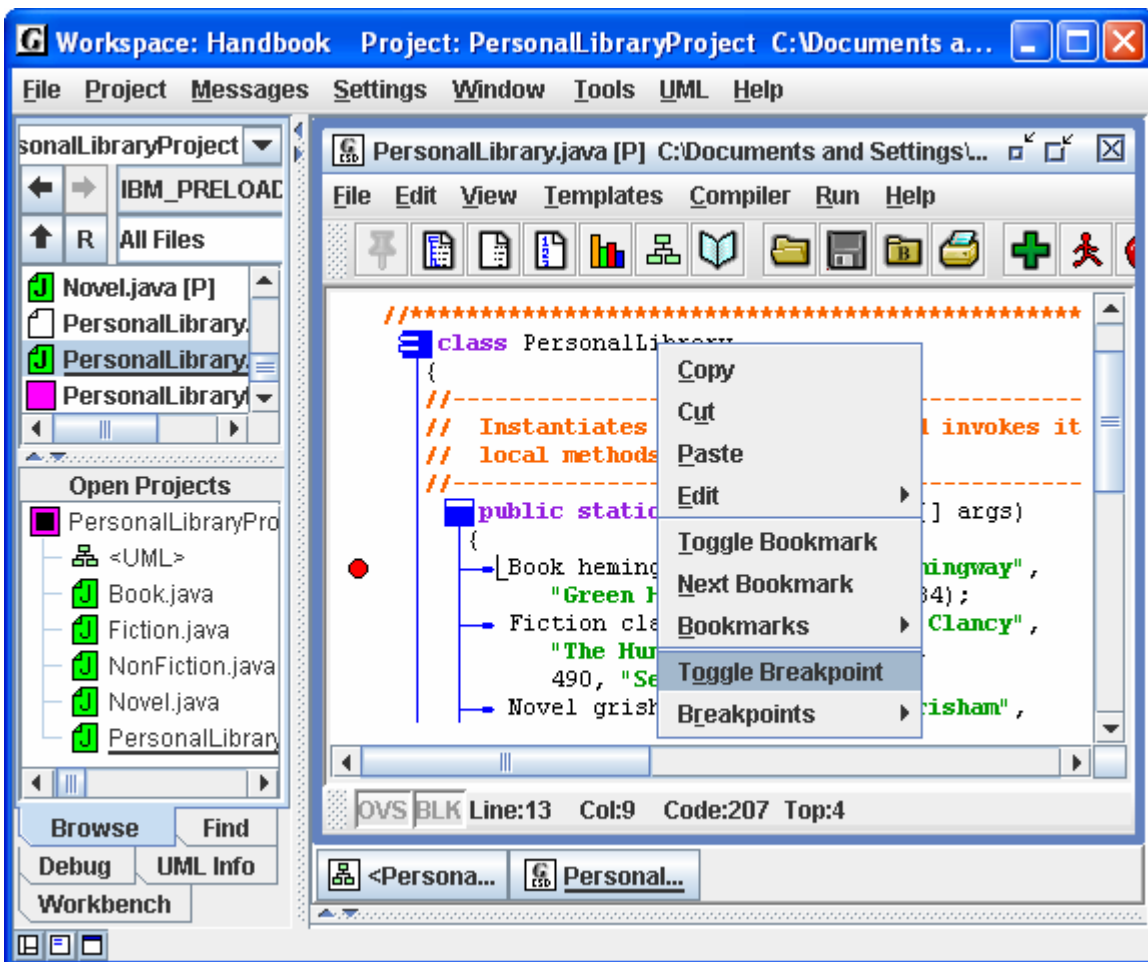 Workspace: Handbook Project: PersonalLibraryProject C:\Documents a...
File Project Messages Settings Window Tools UML Help
sonalLibraryProject
IBM_PRELOAD
R All Files
Novel.java [P]
PersonalLibrary.
PersonalLibrary.
PersonalLibrary
Open Projects
PersonalLibraryPro
<UML>
Book.java
Fiction.java
NonFiction.java
Novel.java
PersonalLibrary
Browse Find
Debug UML Info
Workbench
PersonalLibrary.java [P] C:\Documents and Settings\...
File Edit View Templates Compiler Run Help
//***********************************************
class PersonalLibrary
{
//--------------------------------------------
// Instantiates l invokes it
// local methods
//--------------------------------------------
public static [] args)
{
Book heming ningway",
"Green H 34);
Fiction cla Clancy",
"The Hun
490, "Se
Novel grish risham",
Copy
Cut
Paste
Edit
Toggle Bookmark
Next Bookmark
Bookmarks
Toggle Breakpoint
Breakpoints
OVS BLK Line:13 Col:9 Code:207 Top:4
<Persona... Personal...